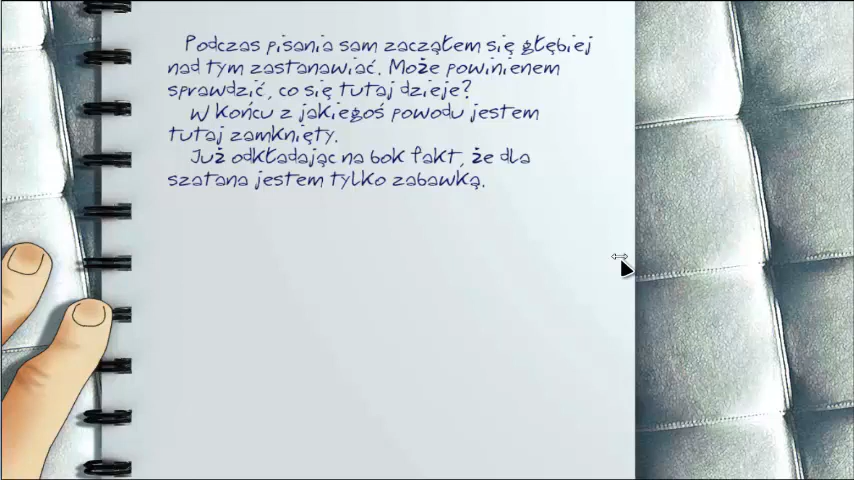 Podczas pisania sam zacząłem się głębiej
nad tym zastanawiać. Może powinienem
sprawdzić, co się tutaj dzieje?
W końcu z jakiegoś powodu jestem
tutaj zamknięty.
Już odkładając na bok fakt, że dla
szatana jestem tylko zabawką.